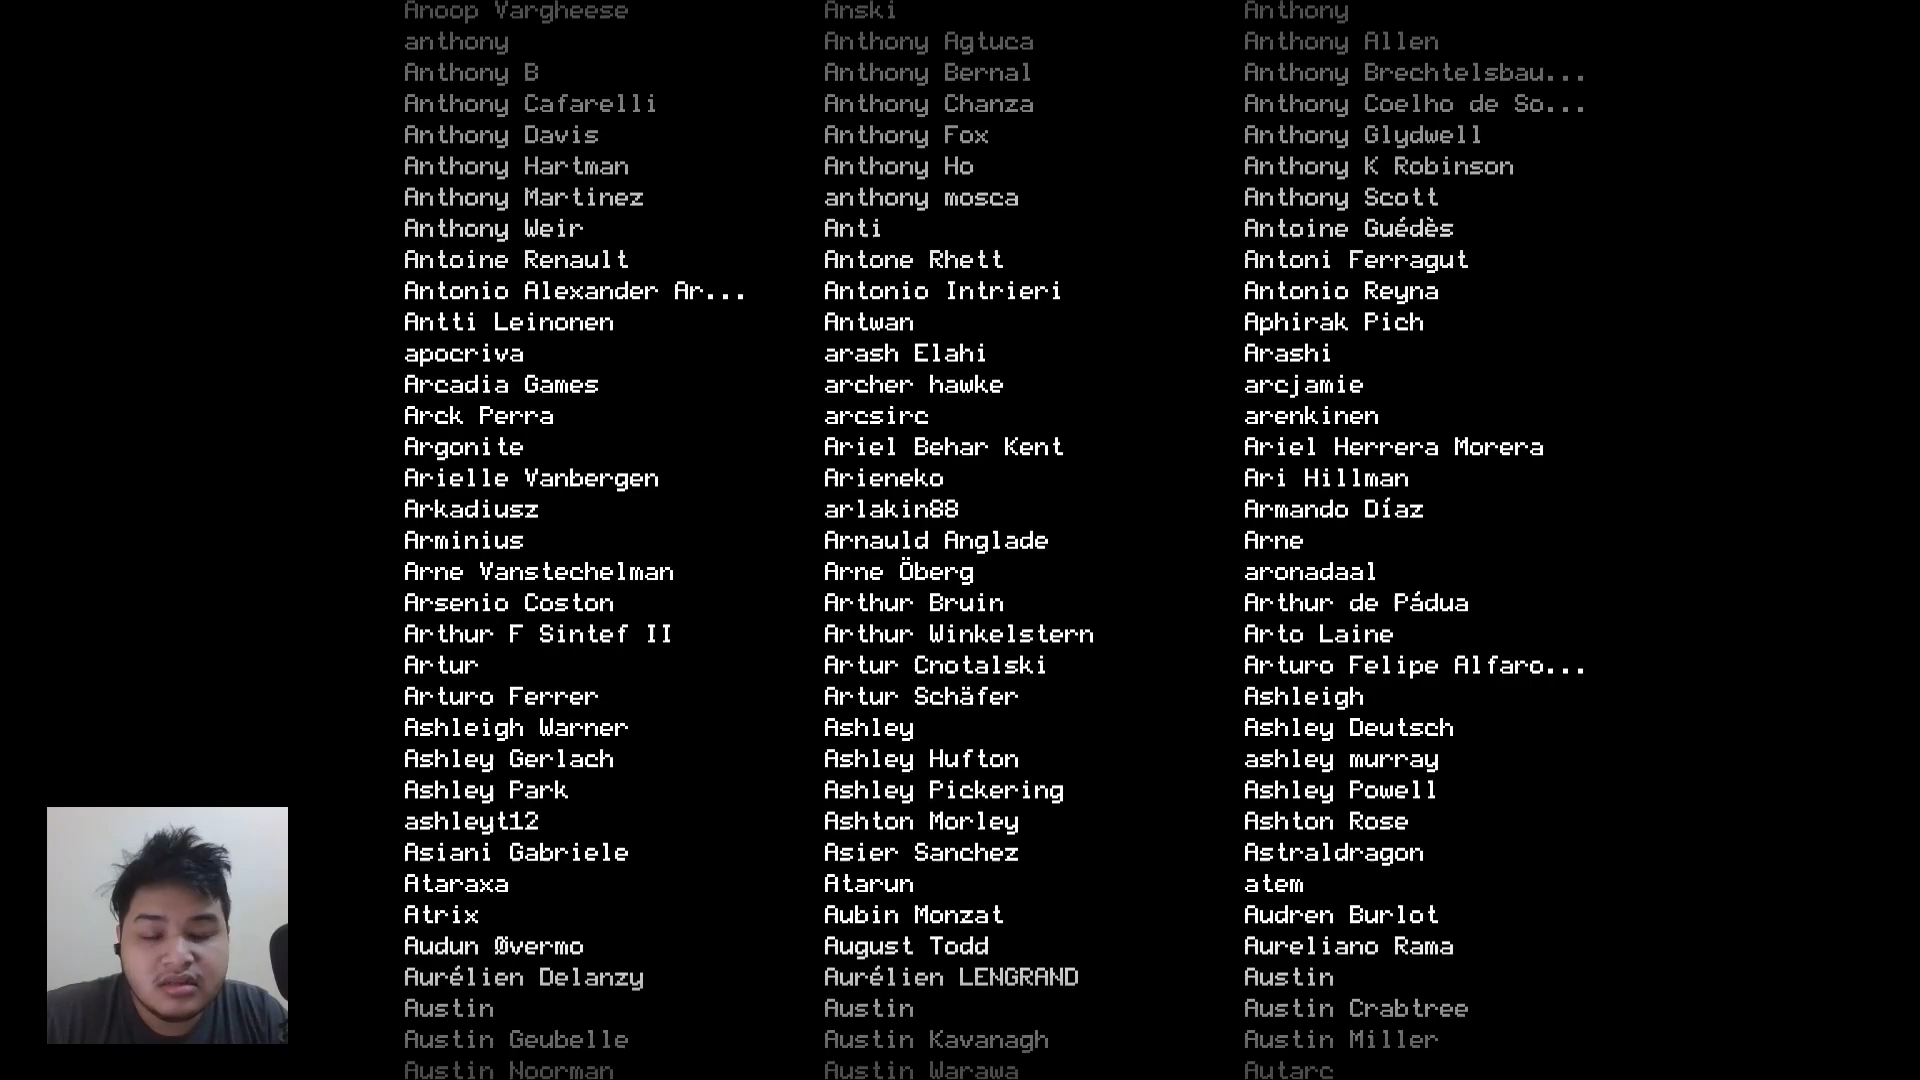 Anoop Vargheese Anski Anthony
anthony Anthony Agtuca Anthony Allen
Anthony B Anthony Bernal Anthony Brechtelsbau...
Anthony Cafarelli Anthony Chanza Anthony Coelho de So...
Anthony Davis Anthony Fox Anthony Glydwell
Anthony Hartman Anthony Ho Anthony K Robinson
Anthony Martinez anthony mosca Anthony Scott
Anthony Weir Anti Antoine Guédès
Antoine Renault Antone Rhett Antoni Ferragut
Antonio Alexander Ar... Antonio Intrieri Antonio Reyna
Antti Leinonen Antwan Aphirak Pich
apocriva arash Elahi Arashi
Arcadia Games archer hawke arcjamie
Arck Perra arcsirc arenkinen
Argonite Ariel Behar Kent Ariel Herrera Morera
Arielle Vanbergen Arieneko Ari Hillman
Arkadiusz arlakin88 Armando Díaz
Arminius Arnauld Anglade Arne
Arne Vanstechelman Arne Öberg aronadaal
Arsenio Coston Arthur Bruin Arthur de Pádua
Arthur F Sintef II Arthur Winkelstern Arto Laine
Artur Artur Cnotalski Arturo Felipe Alfaro...
Arturo Ferrer Artur Schäfer Ashleigh
Ashleigh Warner Ashley Ashley Deutsch
Ashley Gerlach Ashley Hufton ashley murray
Ashley Park Ashley Pickering Ashley Powell
ashleyt12 Ashton Morley Ashton Rose
Asiani Gabriele Asier Sanchez Astraldragon
Ataraxa Atarun atem
Atrix Aubin Monzat Audren Burlot
Audun Øvermo August Todd Aureliano Rama
Aurélien Delanzy Aurélien LENGRAND Austin
Austin Austin Austin Crabtree
Austin Geubelle Austin Kavanagh Austin Miller
Austin Noorman Austin Warawa Autarc